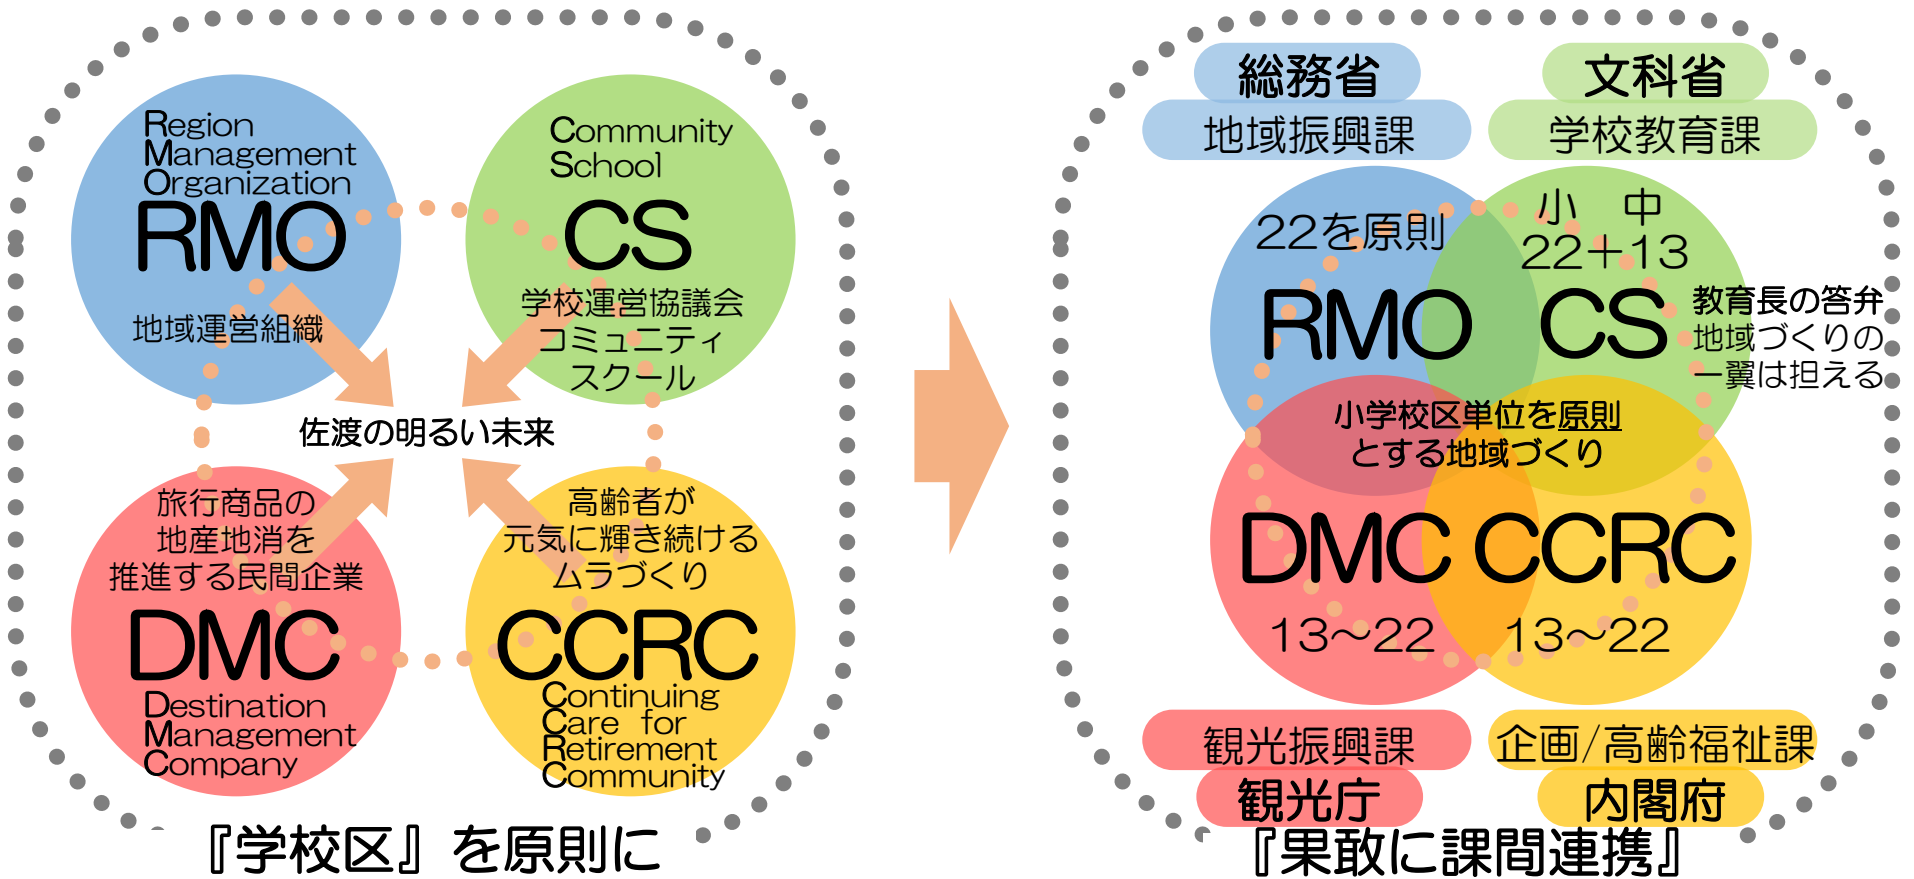 Region
Management
Organization
RMO
地域運営組織
Community
School
CS
学校運営協議会
コミュニティ
スクール
佐渡の明るい未来
旅行商品の
地産地消を
推進する民間企業
DMC
Destination
Management
Company
高齢者が
元気に輝き続ける
ムラづくり
CCRC
Continuing
Care for
Retirement
Community
『学校区』を原則に
総務省
地域振興課
文科省
学校教育課
22を原則
RMO
小 中
22+13
CS
教育長の答弁
地域づくりの
一翼は担える
小学校区単位を原則
とする地域づくり
DMC
13〜22
CCRC
13〜22
観光振興課
観光庁
企画/高齢福祉課
内閣府
『果敢に課間連携』